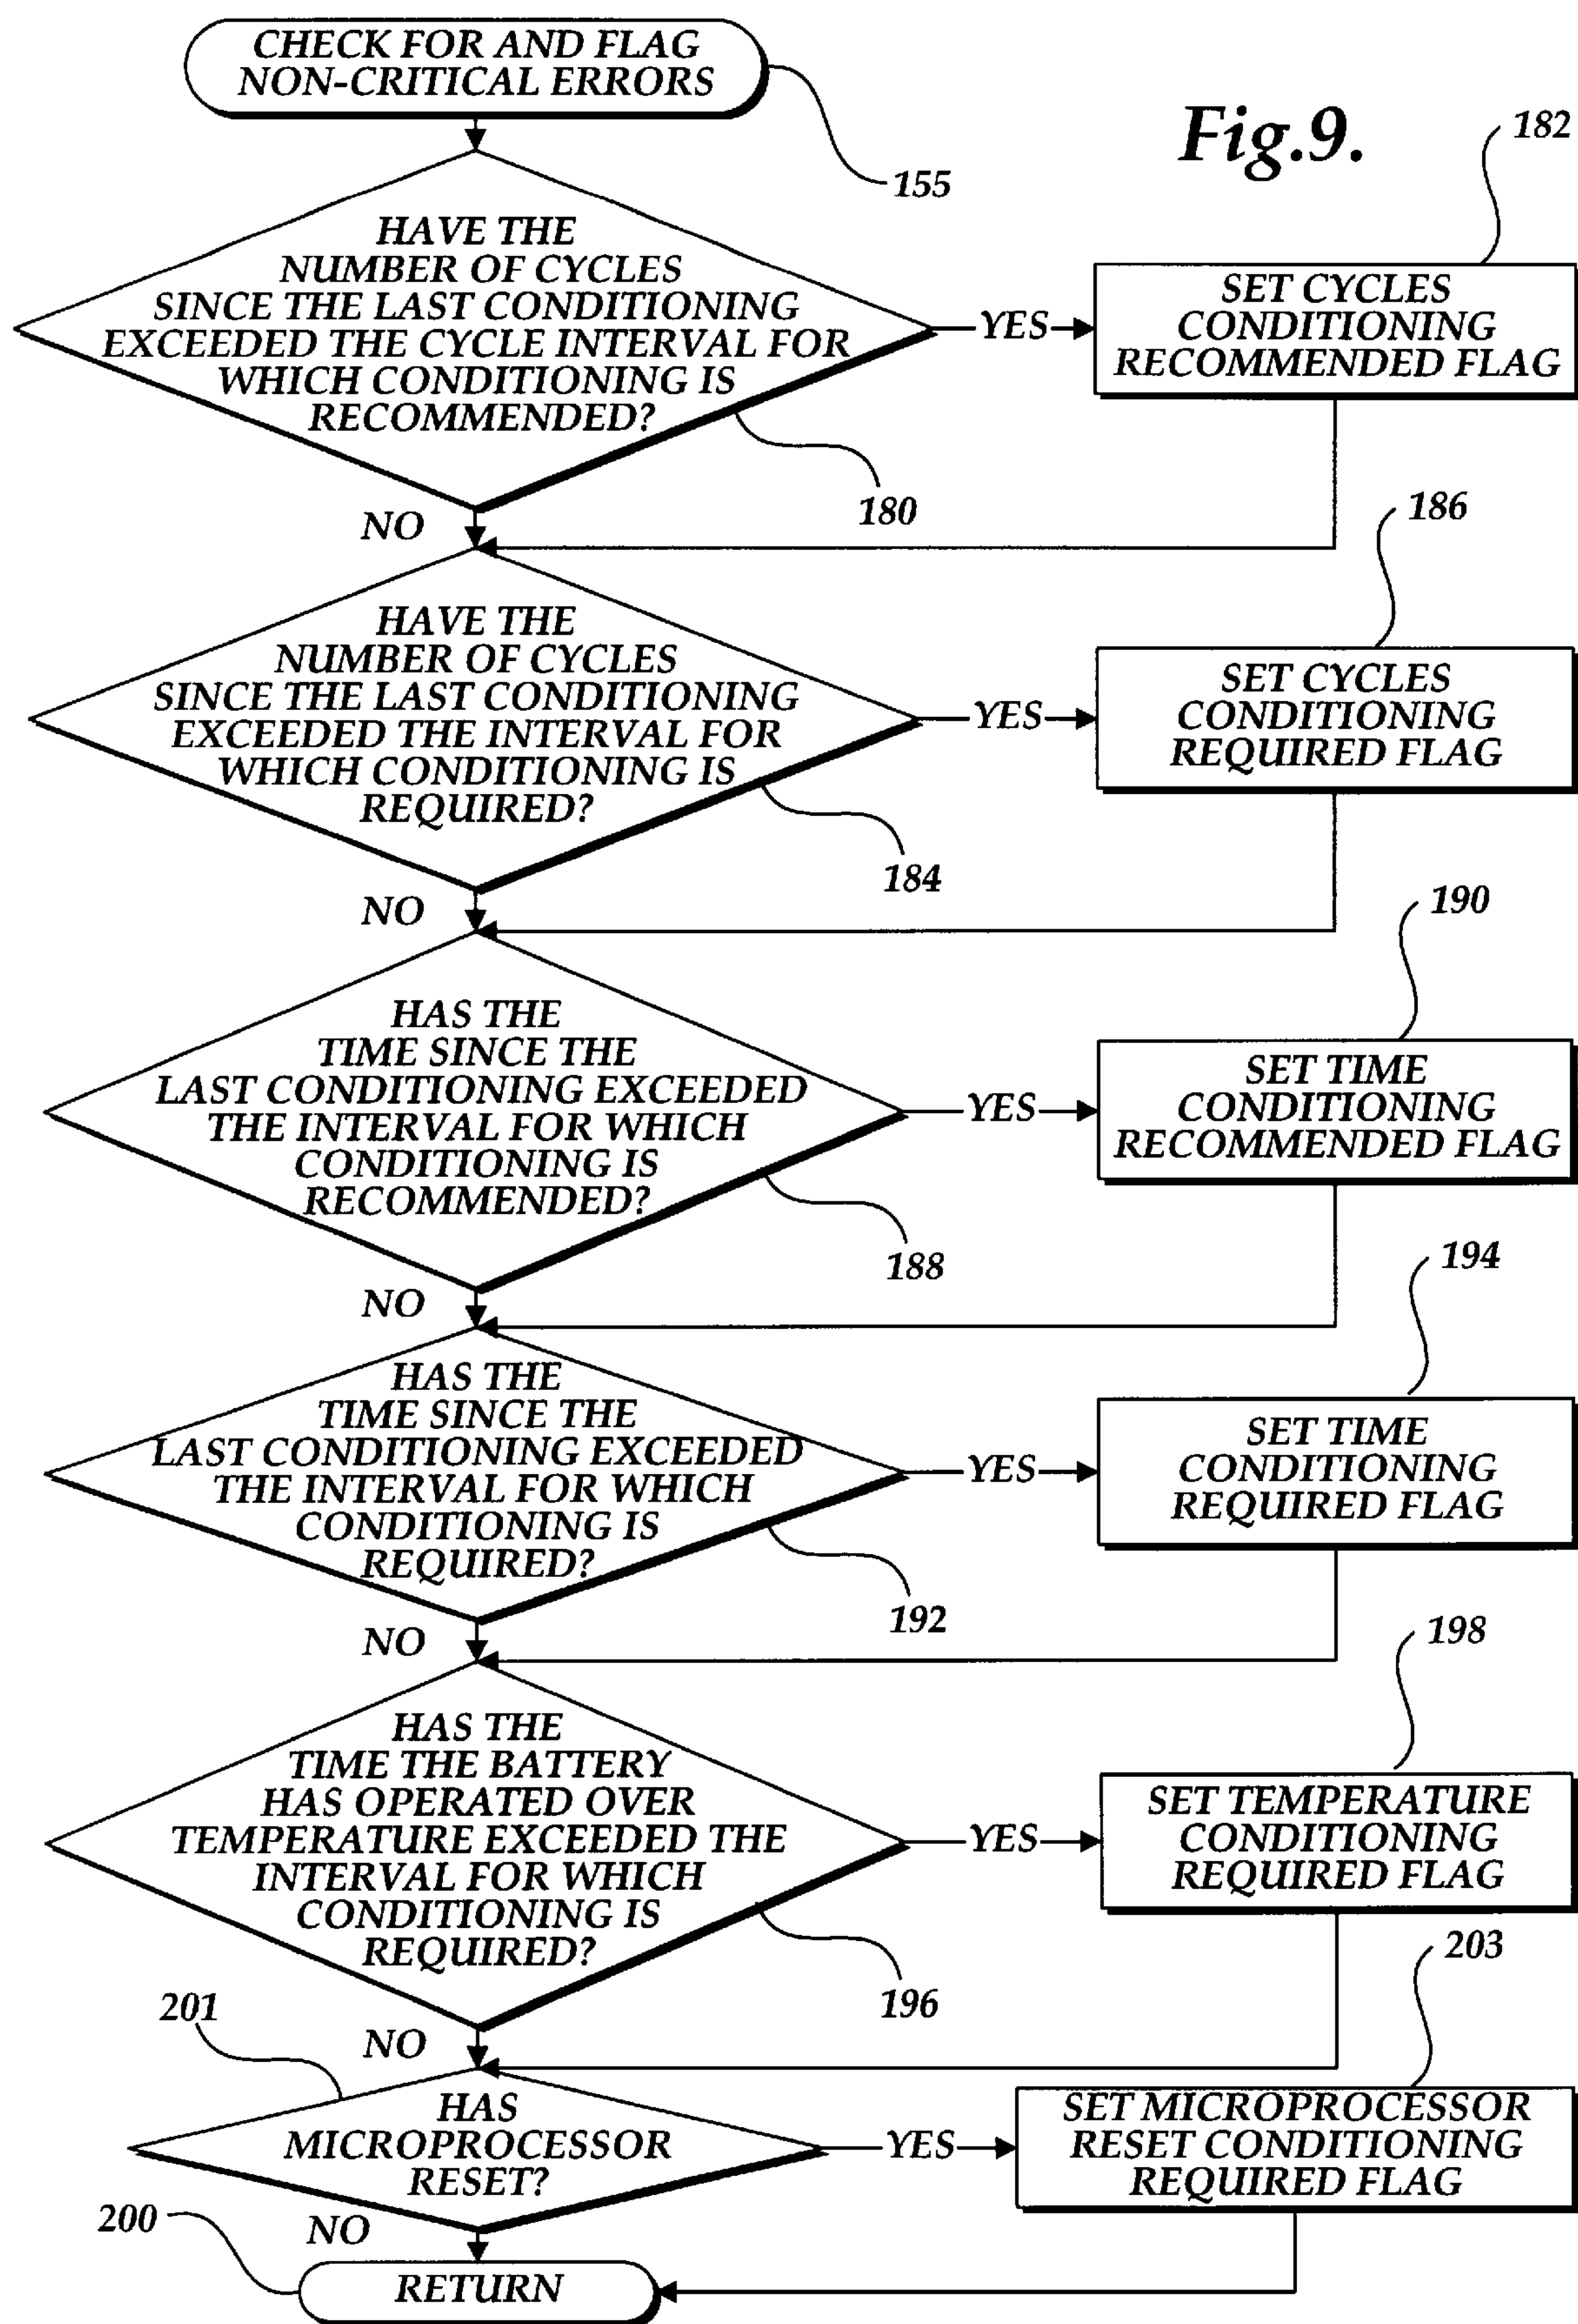 CHECK FOR AND FLAG
NON-CRITICAL ERRORS
155
Fig.9.
182
HAVE THE
NUMBER OF CYCLES
SINCE THE LAST CONDITIONING
EXCEEDED THE CYCLE INTERVAL FOR
WHICH CONDITIONING IS
RECOMMENDED?
YES
SET CYCLES
CONDITIONING
RECOMMENDED FLAG
180
NO
186
HAVE THE
NUMBER OF CYCLES
SINCE THE LAST CONDITIONING
EXCEEDED THE INTERVAL FOR
WHICH CONDITIONING IS
REQUIRED?
YES
SET CYCLES
CONDITIONING
REQUIRED FLAG
184
NO
190
HAS THE
TIME SINCE THE
LAST CONDITIONING EXCEEDED
THE INTERVAL FOR WHICH
CONDITIONING IS
RECOMMENDED?
YES
SET TIME
CONDITIONING
RECOMMENDED FLAG
188
NO
194
HAS THE
TIME SINCE THE
LAST CONDITIONING EXCEEDED
THE INTERVAL FOR WHICH
CONDITIONING IS
REQUIRED?
YES
SET TIME
CONDITIONING
REQUIRED FLAG
192
NO
198
HAS THE
TIME THE BATTERY
HAS OPERATED OVER
TEMPERATURE EXCEEDED THE
INTERVAL FOR WHICH
CONDITIONING IS
REQUIRED?
YES
SET TEMPERATURE
CONDITIONING
REQUIRED FLAG
196
NO
203
201
HAS
MICROPROCESSOR
RESET?
YES
SET MICROPROCESSOR
RESET CONDITIONING
REQUIRED FLAG
200
NO
RETURN